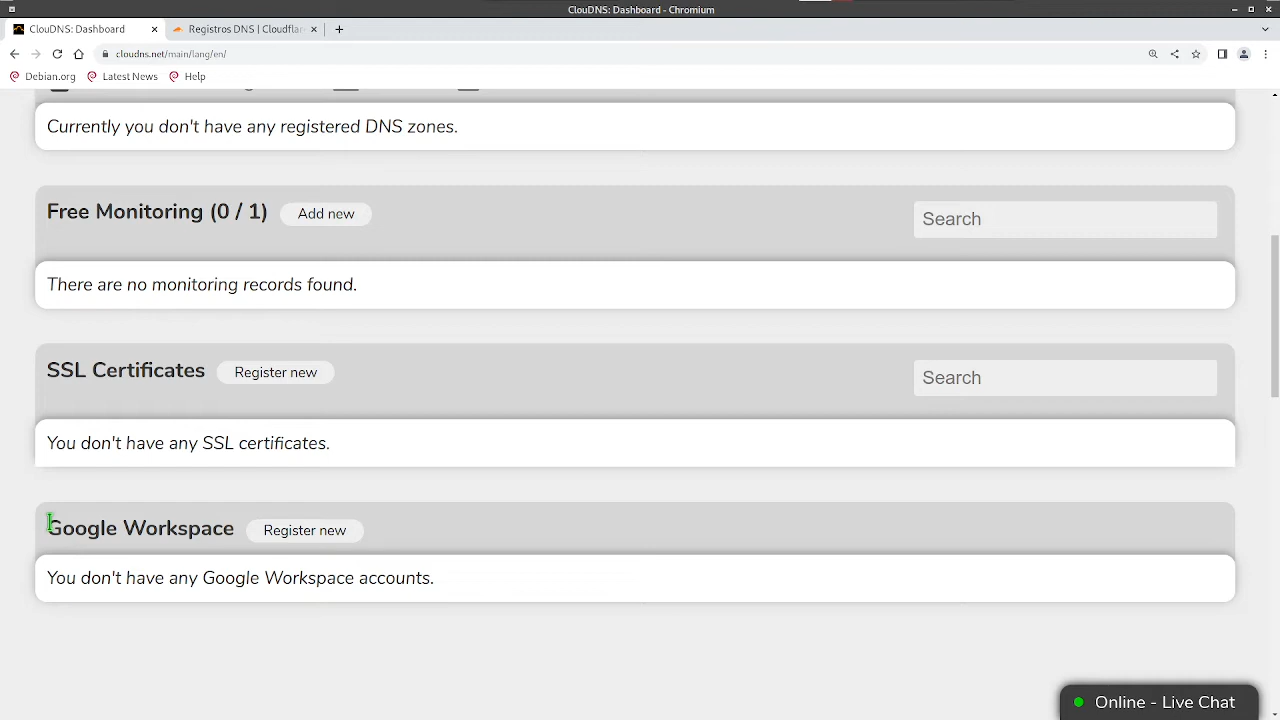 ClouDNS: Dashboard - Chromium
ClouDNS: Dashboard
Registros DNS | Cloudflar
cloudns.net/main/lang/en/
Debian.org
Latest News
Help
Currently you don't have any registered DNS zones.
Free Monitoring (0 / 1)
Add new
Search
There are no monitoring records found.
SSL Certificates
Register new
Search
You don't have any SSL certificates.
Google Workspace
Register new
You don't have any Google Workspace accounts.
Online - Live Chat